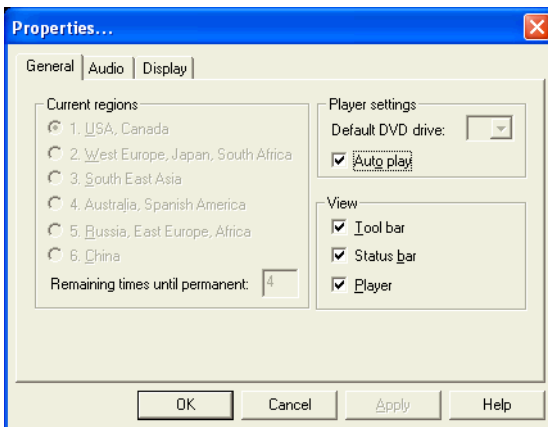 Properties...
General Audio Display
Current regions
1. USA, Canada
2. West Europe, Japan, South Africa
3. South East Asia
4. Australia, Spanish America
5. Russia, East Europe, Africa
6. China
Remaining times until permanent: 4
Player settings
Default DVD drive:
Auto play
View
Tool bar
Status bar
Player
OK Cancel Apply Help